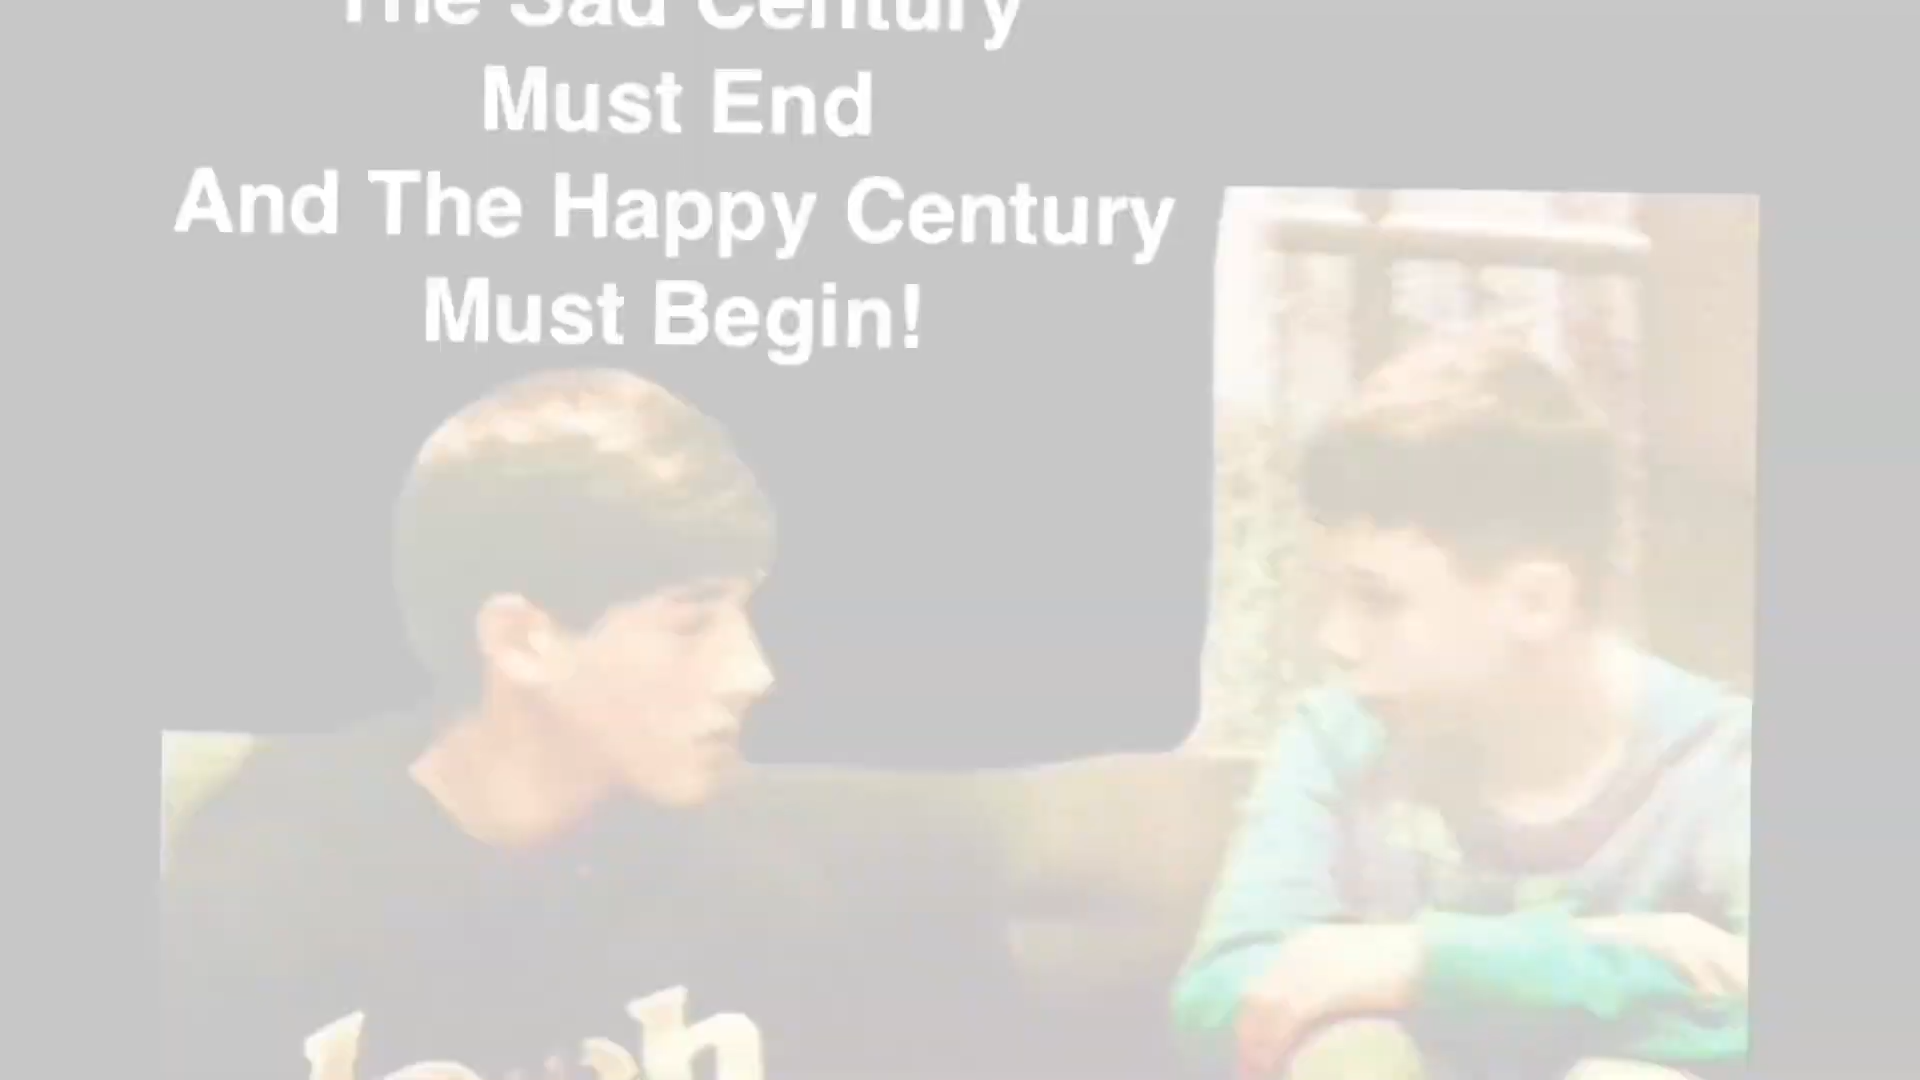 The Sad Century
Must End
And The Happy Century
Must Begin!